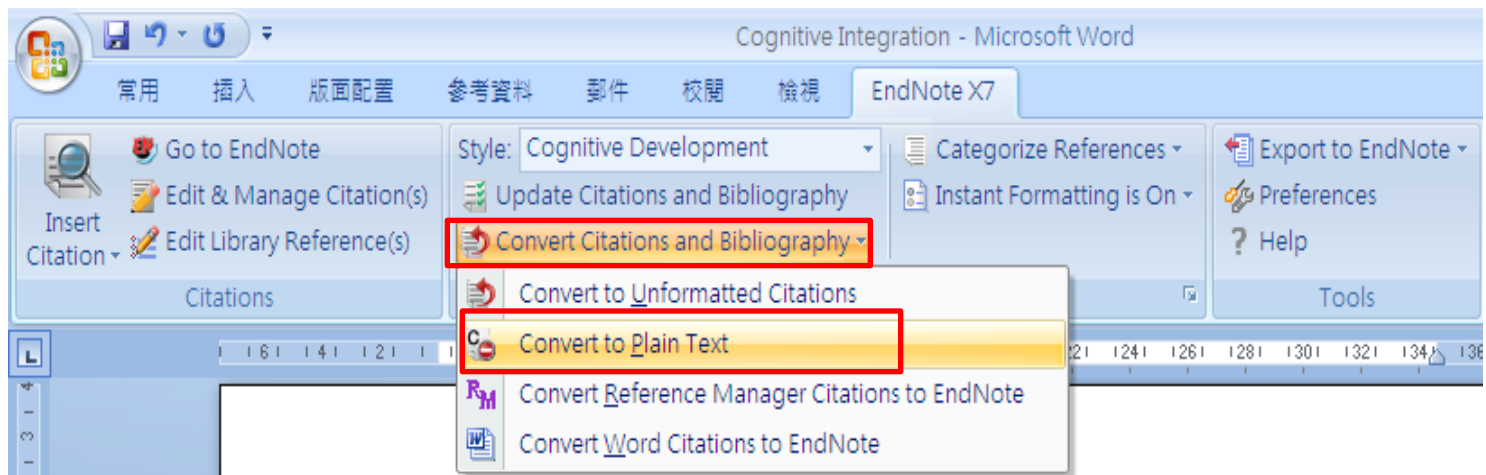 Cognitive Integration - Microsoft Word
常用 插入 版面配置 參考資料 郵件 校閱 檢視 EndNote X7
Insert Citation
Go to EndNote
Edit & Manage Citation(s)
Edit Library Reference(s)
Citations
Style: Cognitive Development
Update Citations and Bibliography
Convert Citations and Bibliography
Convert to Unformatted Citations
Convert to Plain Text
Convert Reference Manager Citations to EndNote
Convert Word Citations to EndNote
Categorize References
Instant Formatting is On
Export to EndNote
Preferences
? Help
Tools